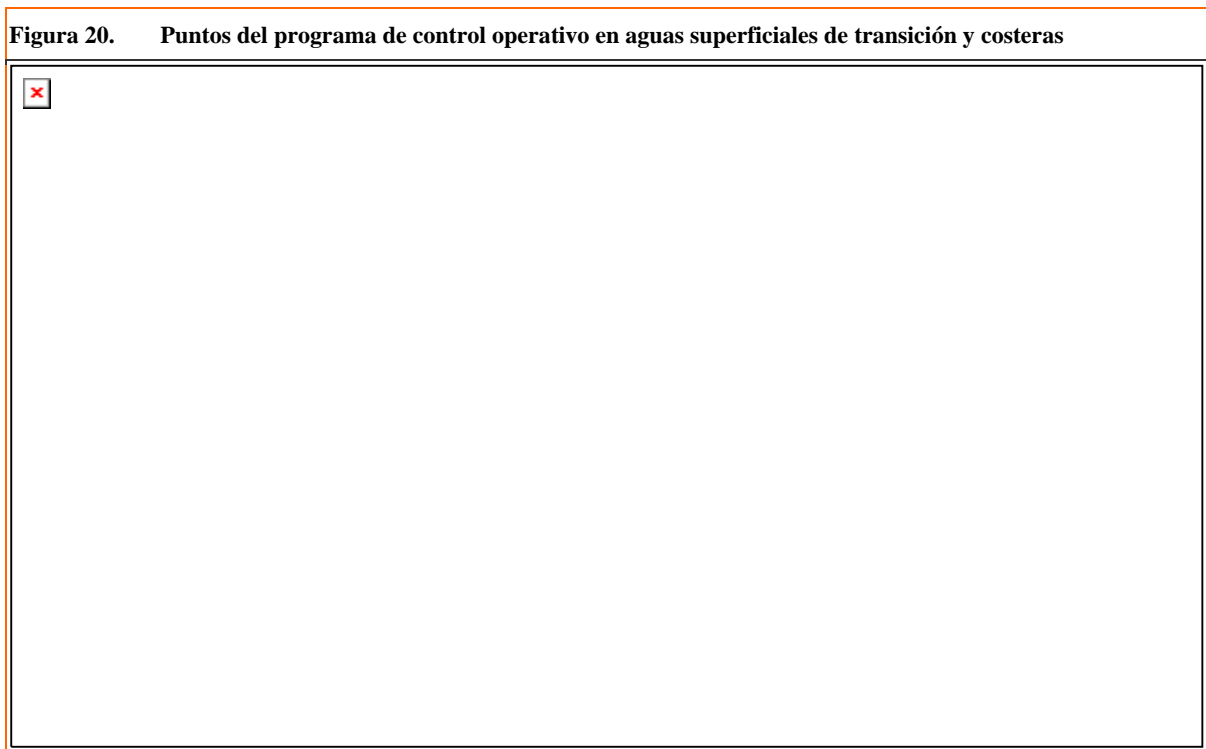 Figura 20. Puntos del programa de control operativo en aguas superficiales de transición y costeras